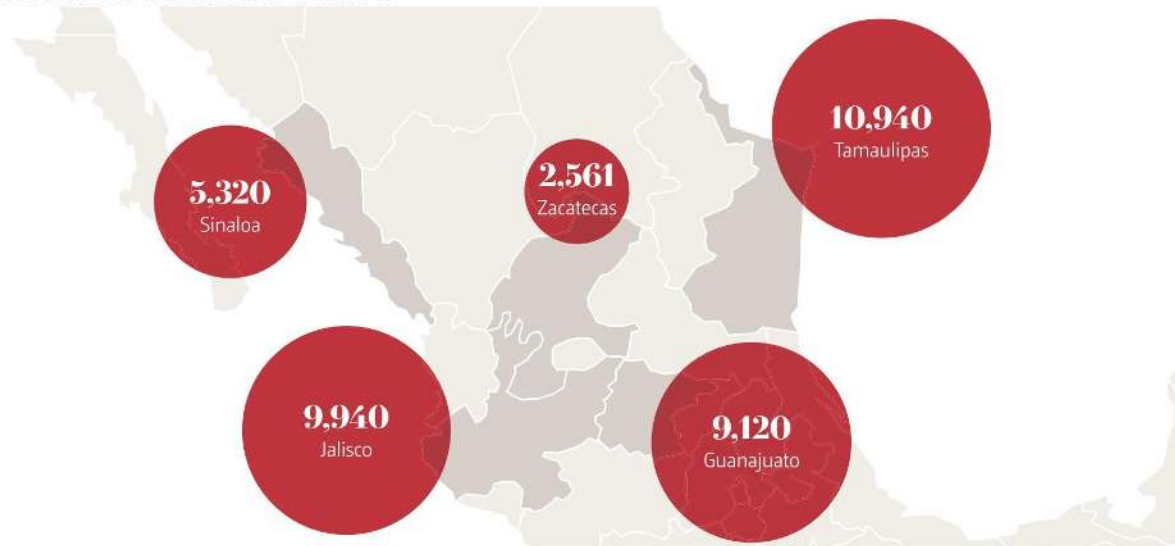 10,940
Tamaulipas
2,561
Zacatecas
5,320
Sinaloa
9,940
Jalisco
9,120
Guanajuato